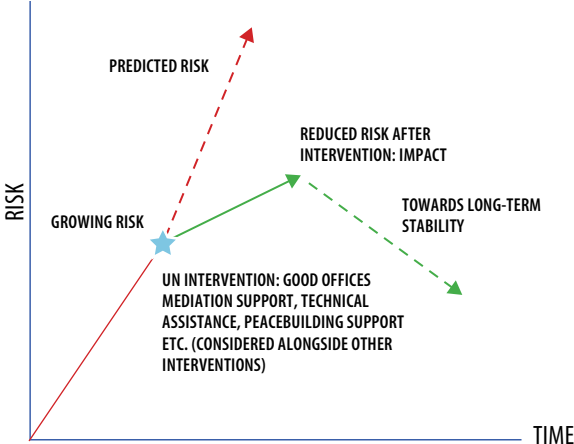 PREDICTED RISK
REDUCED RISK AFTER
INTERVENTION: IMPACT
TOWARDS LONG-TERM
STABILITY
RISK
GROWING RISK
UN INTERVENTION: GOOD OFFICES
MEDIATION SUPPORT, TECHNICAL
ASSISTANCE, PEACEBUILDING SUPPORT
ETC. (CONSIDERED ALONGSIDE OTHER
INTERVENTIONS)
TIME